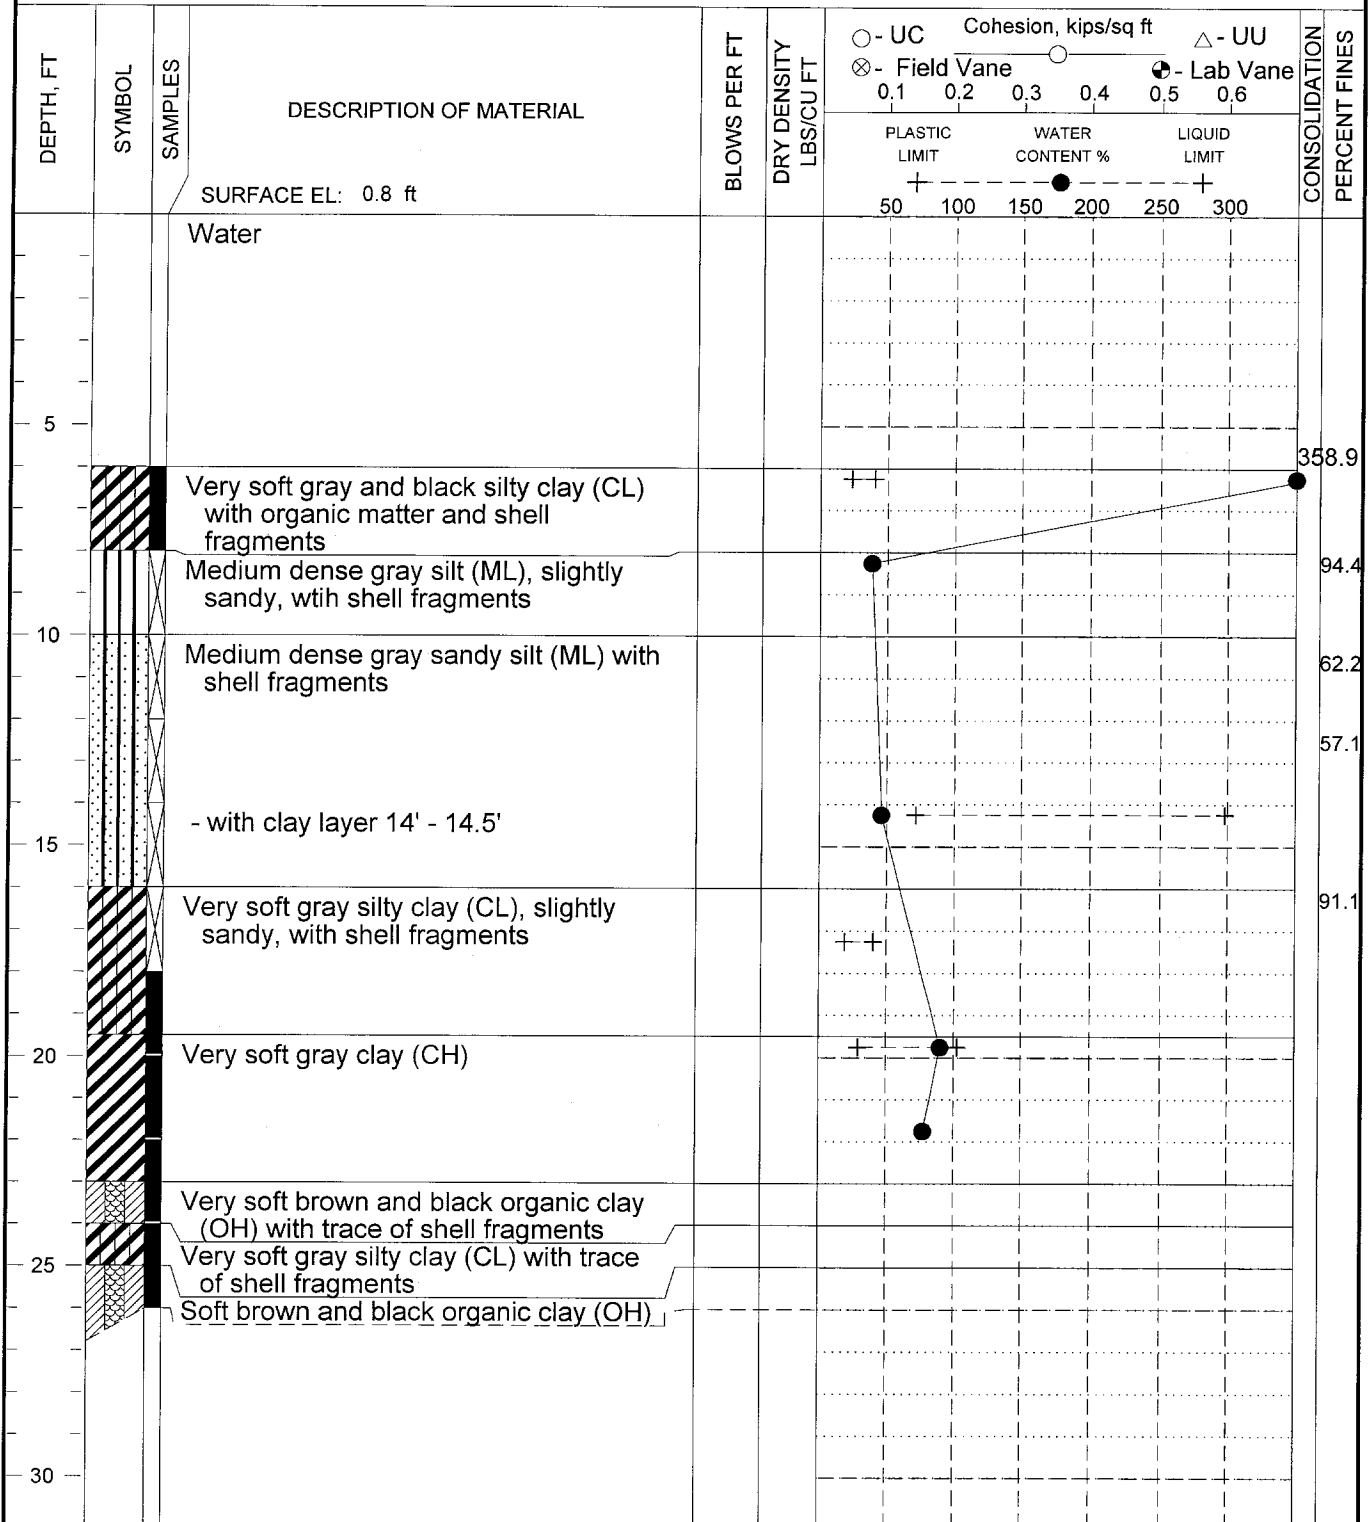 DEPTH, FT
SYMBOL
SAMPLES
DESCRIPTION OF MATERIAL
SURFACE EL: 0.8 ft
BLOWS PER FT
DRY DENSITY
LBS/CU FT
- UC
Cohesion, kips/sq ft
- UU
- Field Vane
- Lab Vane
0.1 0.2 0.3 0.4 0.5 0.6
PLASTIC
LIMIT
WATER
CONTENT %
LIQUID
LIMIT
50 100 150 200 250 300
CONSOLIDATION
PERCENT FINES
Water
5
358.9
Very soft gray and black silty clay (CL)
with organic matter and shell
fragments
Medium dense gray silt (ML), slightly
sandy, wtih shell fragments
94.4
10
Medium dense gray sandy silt (ML) with
shell fragments
62.2
57.1
- with clay layer 14' - 14.5'
15
Very soft gray silty clay (CL), slightly
sandy, with shell fragments
91.1
20
Very soft gray clay (CH)
Very soft brown and black organic clay
(OH) with trace of shell fragments
Very soft gray silty clay (CL) with trace
of shell fragments
25
Soft brown and black organic clay (OH)
30